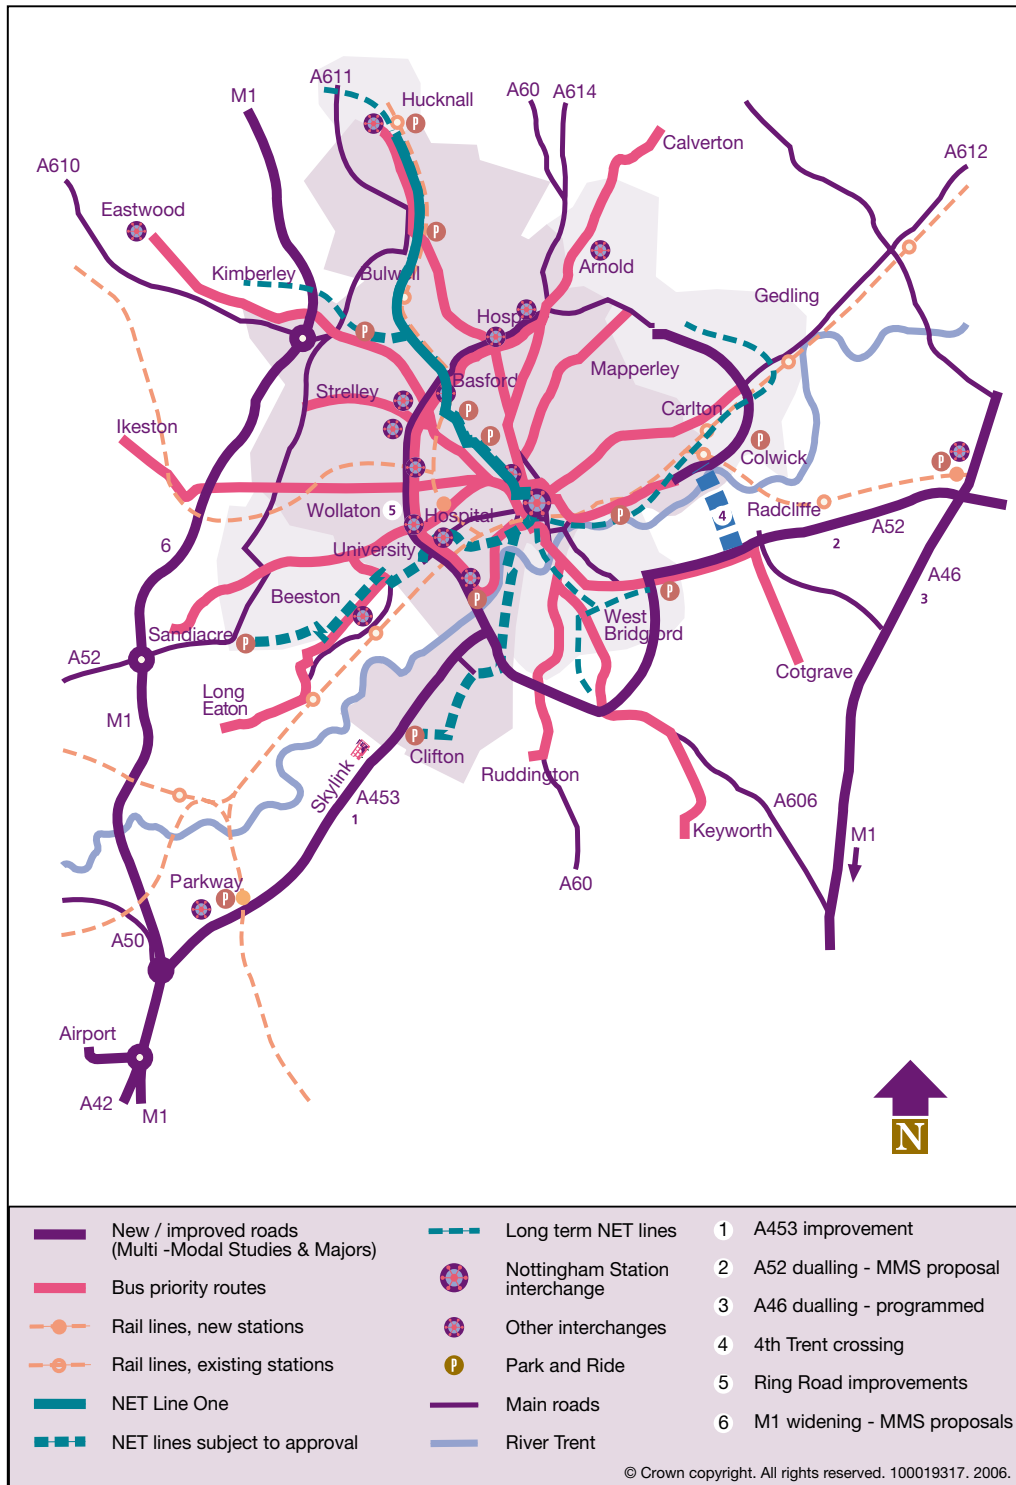 A611
Hucknall
A60
A614
M1
Calverton
A612
A610
Eastwood
Arnold
Kimberley
Bulwell
Gedling
Hospital
Mapperley
Basford
Strelley
Carlton
Ikeston
Colwick
Wollaton
5
Hospital
4
Radcliffe
A52
2
University
6
A46
3
Beeston
West
Bridgford
Sandiacre
A52
Cotgrave
Long
Eaton
M1
Clifton
Skylink
Ruddington
A453
1
A606
Keyworth
M1
Parkway
A60
A50
Airport
A42
M1
N
New / improved roads
(Multi -Modal Studies & Majors)
Bus priority routes
Rail lines, new stations
Rail lines, existing stations
NET Line One
NET lines subject to approval
Long term NET lines
Nottingham Station
interchange
Other interchanges
P Park and Ride
Main roads
River Trent
1 A453 improvement
2 A52 dualling - MMS proposal
3 A46 dualling - programmed
4 4th Trent crossing
5 Ring Road improvements
6 M1 widening - MMS proposals
© Crown copyright. All rights reserved. 100019317. 2006.